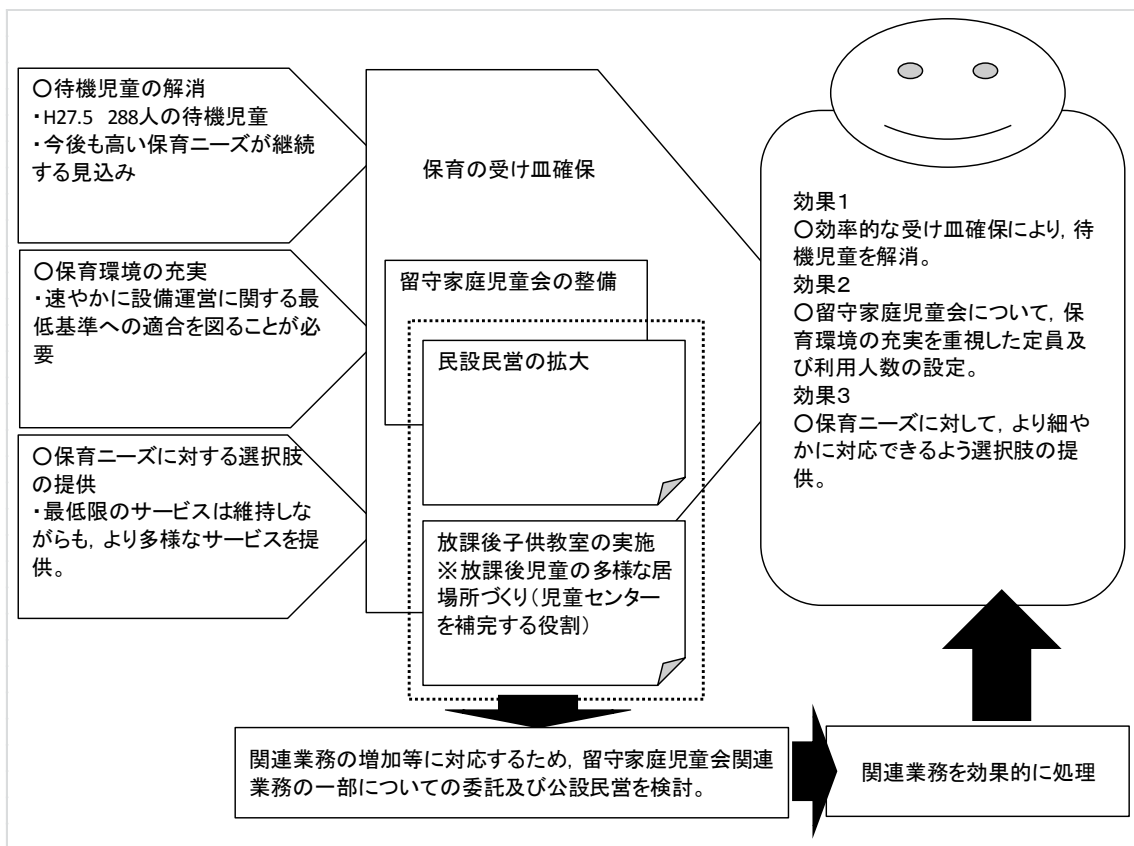 〇待機児童の解消
・H27.5 288人の待機児童
・今後も高い保育ニーズが継続
する見込み
〇保育環境の充実
・速やかに設備運営に関する最
低基準への適合を図ることが必
要
〇保育ニーズに対する選択肢
の提供
・最低限のサービスは維持しな
がらも，より多様なサービスを提
供。
保育の受け皿確保
留守家庭児童会の整備
民設民営の拡大
放課後子供教室の実施
※放課後児童の多様な居
場所づくり（児童センター
を補完する役割）
効果１
〇効率的な受け皿確保により，待
機児童を解消。
効果２
〇留守家庭児童会について，保
育環境の充実を重視した定員及
び利用人数の設定。
効果３
〇保育ニーズに対して，より細や
かに対応できるよう選択肢の提
供。
関連業務の増加等に対応するため，留守家庭児童会関連
業務の一部についての委託及び公設民営を検討。
関連業務を効果的に処理